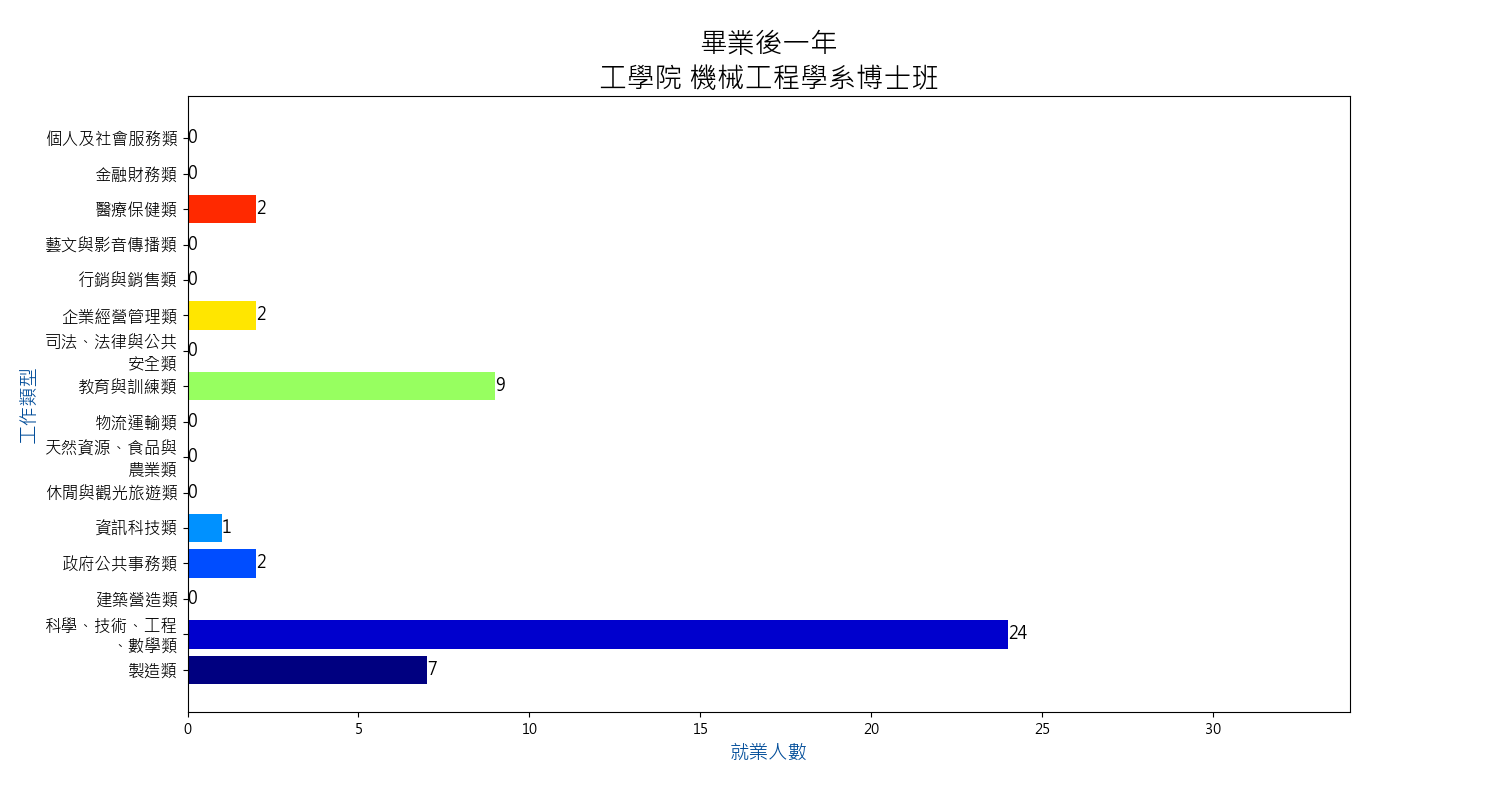 畢業後一年
工學院 機械工程學系博士班
個人及社會服務類 0
金融財務類 0
醫療保健類 2
藝文與影音傳播類 0
行銷與銷售類 0
企業經營管理類 2
司法、法律與公共
安全類 0
教育與訓練類 9
物流運輸類 0
天然資源、食品與
農業類 0
休閒與觀光旅遊類 0
資訊科技類 1
政府公共事務類 2
建築營造類 0
科學、技術、工程
、數學類 24
製造類 7
0 5 10 15 20 25 30
就業人數
工作類型